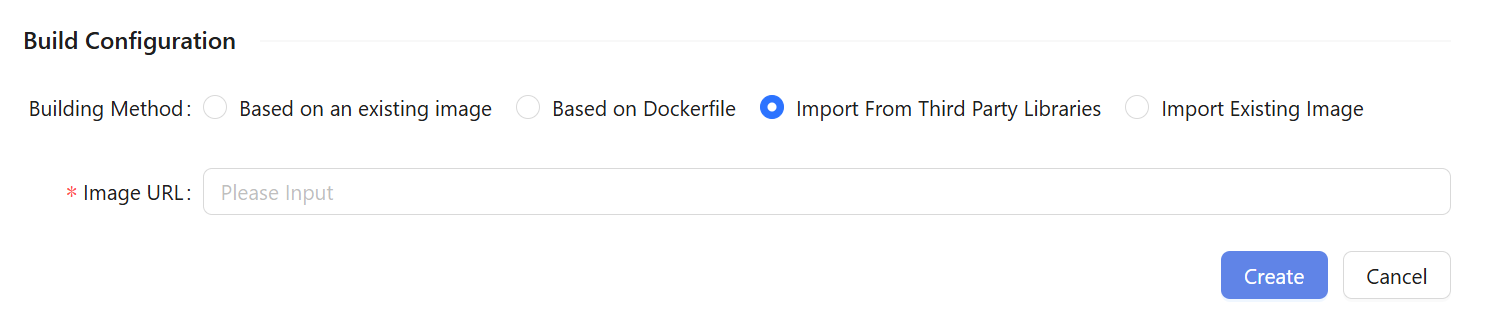 Build Configuration
Building Method: Based on an existing image Based on Dockerfile Import From Third Party Libraries Import Existing Image
* Image URL: Please Input
Create Cancel